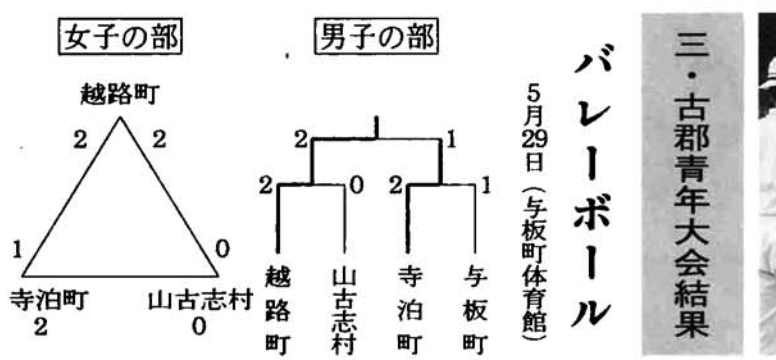 三・古郡青年大会結果
バレーボール
5月29日（与板町体育館）
男子の部
2 1
2 0 2 1
越路町
山古志村
寺泊町
与板町
女子の部
越路町
2 2
1 0
寺泊町 山古志村
2 0